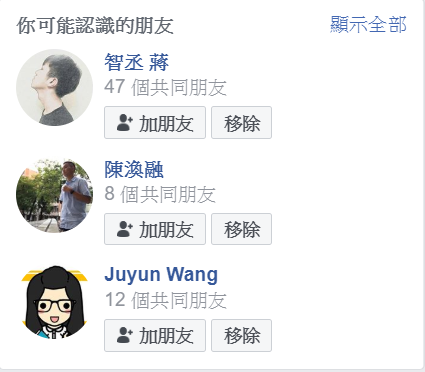 你可能認識的朋友 顯示全部
智丞 蔣
47 個共同朋友
加朋友 移除
陳渙融
8 個共同朋友
加朋友 移除
Juyun Wang
12 個共同朋友
加朋友 移除